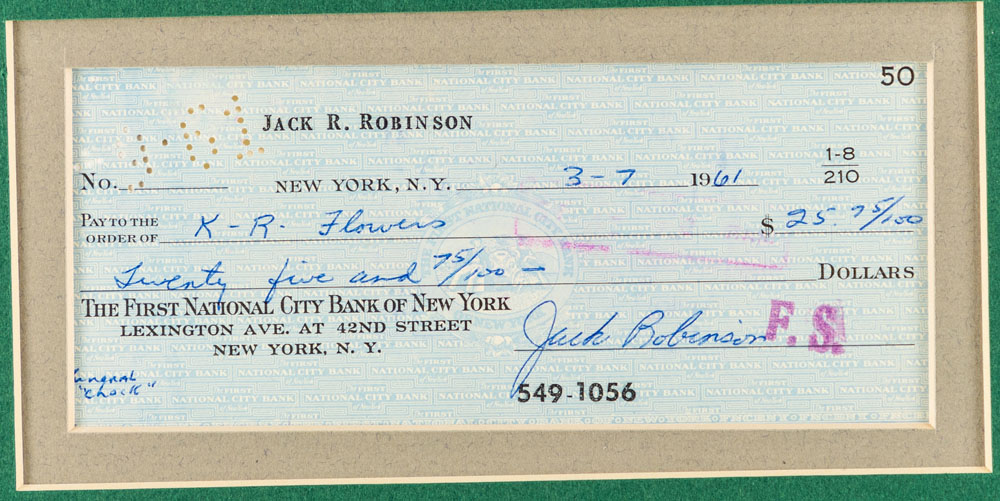 50
JACK R. ROBINSON
1-8
210
No. NEW YORK, N.Y. 3-7 1961
PAY TO THE
ORDER OF K-R. Flowers $ 25.75/100
Twenty five and 75/100 — DOLLARS
THE FIRST NATIONAL CITY BANK OF NEW YORK
LEXINGTON AVE. AT 42ND STREET
NEW YORK, N. Y.
Jack Robinson F.S.
"check"
549-1056